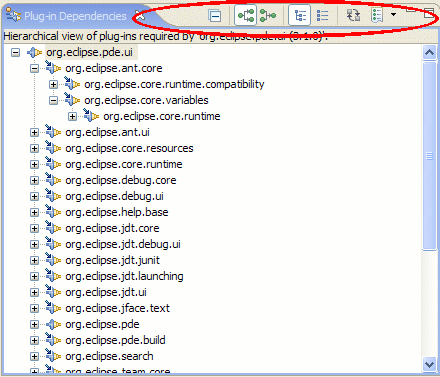 Plug-in Dependencies
Hierarchical view of plug-ins required by 'org.eclipse.pde.ui (3.1.0)':
org.eclipse.pde.ui
org.eclipse.ant.core
org.eclipse.core.runtime.compatibility
org.eclipse.core.variables
org.eclipse.core.runtime
org.eclipse.ant.ui
org.eclipse.core.resources
org.eclipse.core.runtime
org.eclipse.debug.core
org.eclipse.debug.ui
org.eclipse.help.base
org.eclipse.jdt.core
org.eclipse.jdt.debug.ui
org.eclipse.jdt.junit
org.eclipse.jdt.launching
org.eclipse.jdt.ui
org.eclipse.jface.text
org.eclipse.pde
org.eclipse.pde.build
org.eclipse.search
org.eclipse.team.core